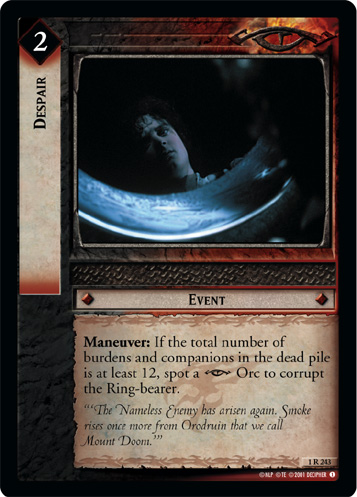 2
DESPAIR
EVENT
Maneuver: If the total number of
burdens and companions in the dead pile
is at least 12, spot a Orc to corrupt
the Ring-bearer.
“‘The Nameless Enemy has arisen again. Smoke
rises once more from Orodruin that we call
Mount Doom.’”
1 R 243
©NLP ™TE ©2001 DECIPHER